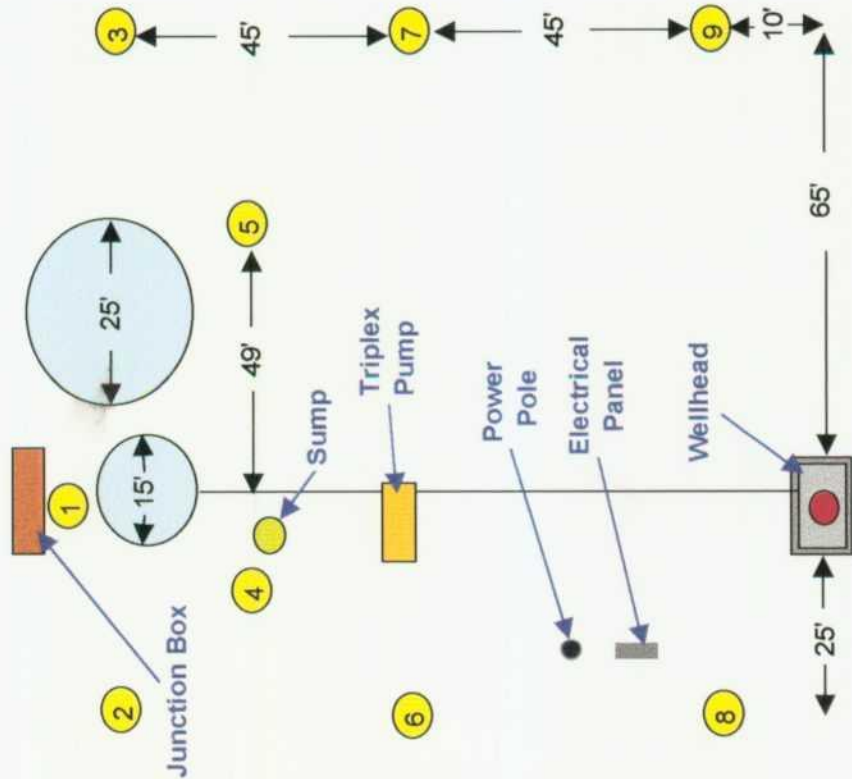 3
45'
7
45'
9
10'
65'
25'
5
49'
15'
1
Sump
Triplex
Pump
Power
Pole
Electrical
Panel
Wellhead
25'
4
Junction Box
2
6
8